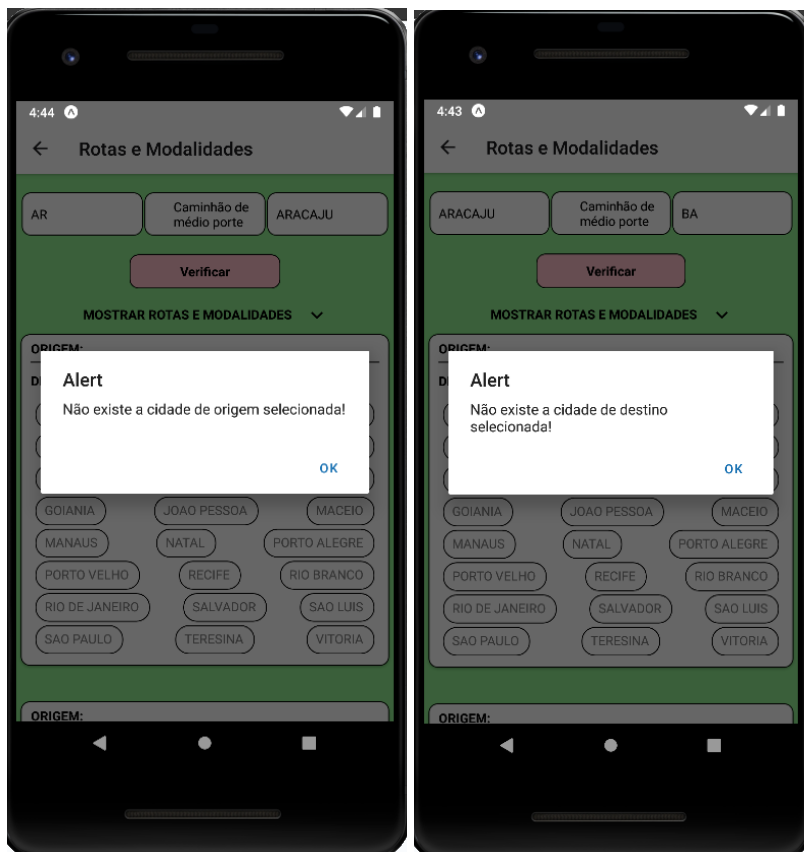 4:44
Rotas e Modalidades
AR
Caminhão de
médio porte
ARACAJU
Verificar
MOSTRAR ROTAS E MODALIDADES
ORIGEM:
Alert
Não existe a cidade de origem selecionada!
OK
GOIANIA JOAO PESSOA MACEIO
MANAUS NATAL PORTO ALEGRE
PORTO VELHO RECIFE RIO BRANCO
RIO DE JANEIRO SALVADOR SAO LUIS
SAO PAULO TERESINA VITORIA
ORIGEM:
4:43
Rotas e Modalidades
ARACAJU
Caminhão de
médio porte
BA
Verificar
MOSTRAR ROTAS E MODALIDADES
ORIGEM:
Alert
Não existe a cidade de destino
selecionada!
OK
GOIANIA JOAO PESSOA MACEIO
MANAUS NATAL PORTO ALEGRE
PORTO VELHO RECIFE RIO BRANCO
RIO DE JANEIRO SALVADOR SAO LUIS
SAO PAULO TERESINA VITORIA
ORIGEM: